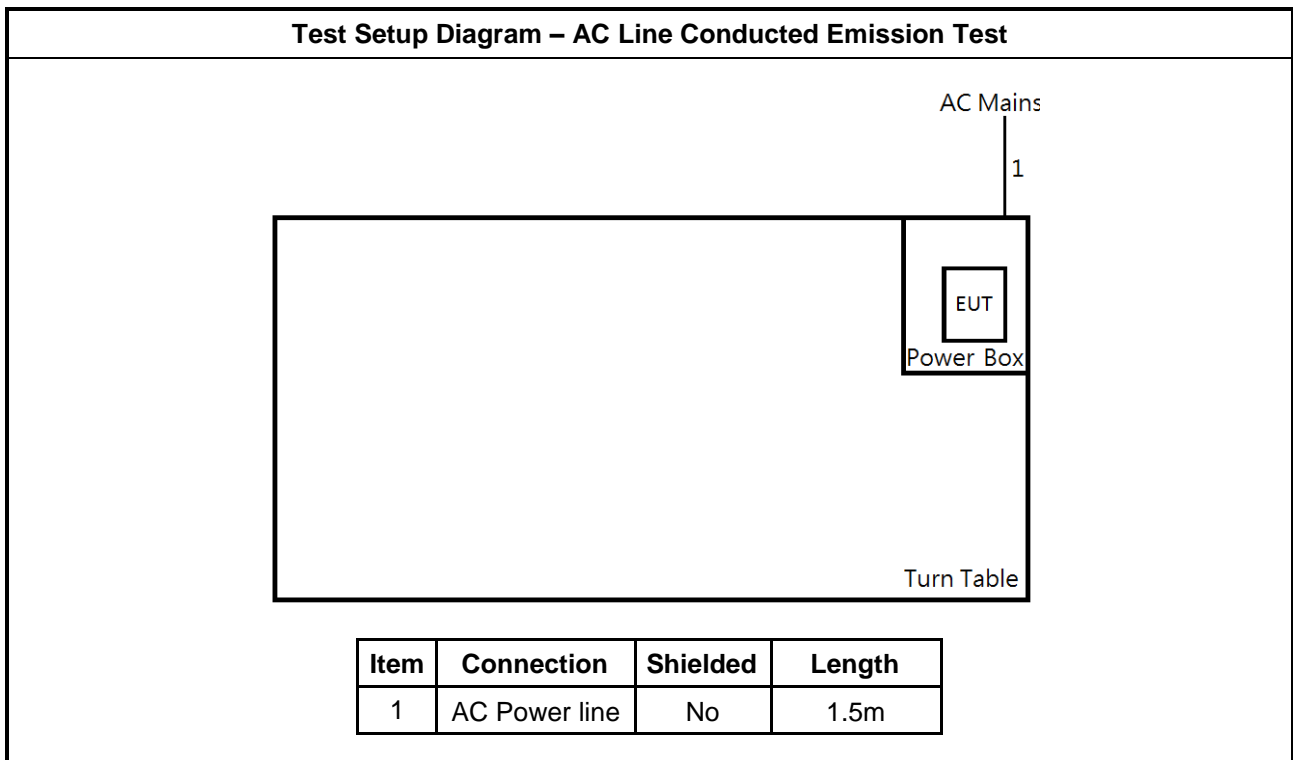 Test Setup Diagram – AC Line Conducted Emission Test
AC Mains
1
EUT
Power Box
Turn Table
Item Connection Shielded Length
1 AC Power line No 1.5m